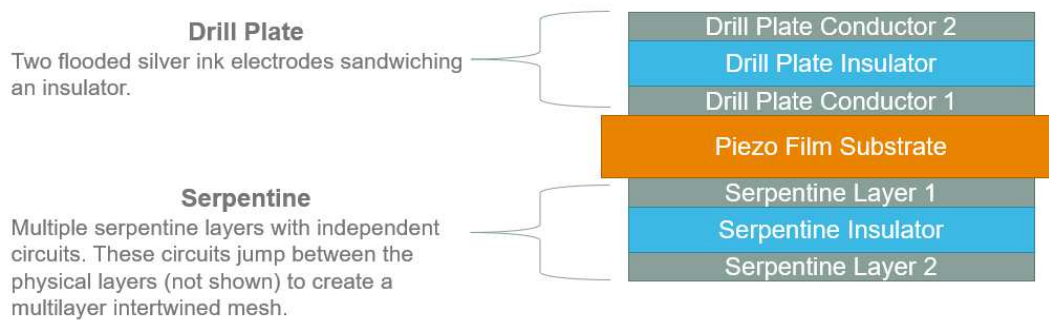 Drill Plate
Two flooded silver ink electrodes sandwiching
an insulator.
Serpentine
Multiple serpentine layers with independent
circuits. These circuits jump between the
physical layers (not shown) to create a
multilayer intertwined mesh.
Drill Plate Conductor 2
Drill Plate Insulator
Drill Plate Conductor 1
Piezo Film Substrate
Serpentine Layer 1
Serpentine Insulator
Serpentine Layer 2